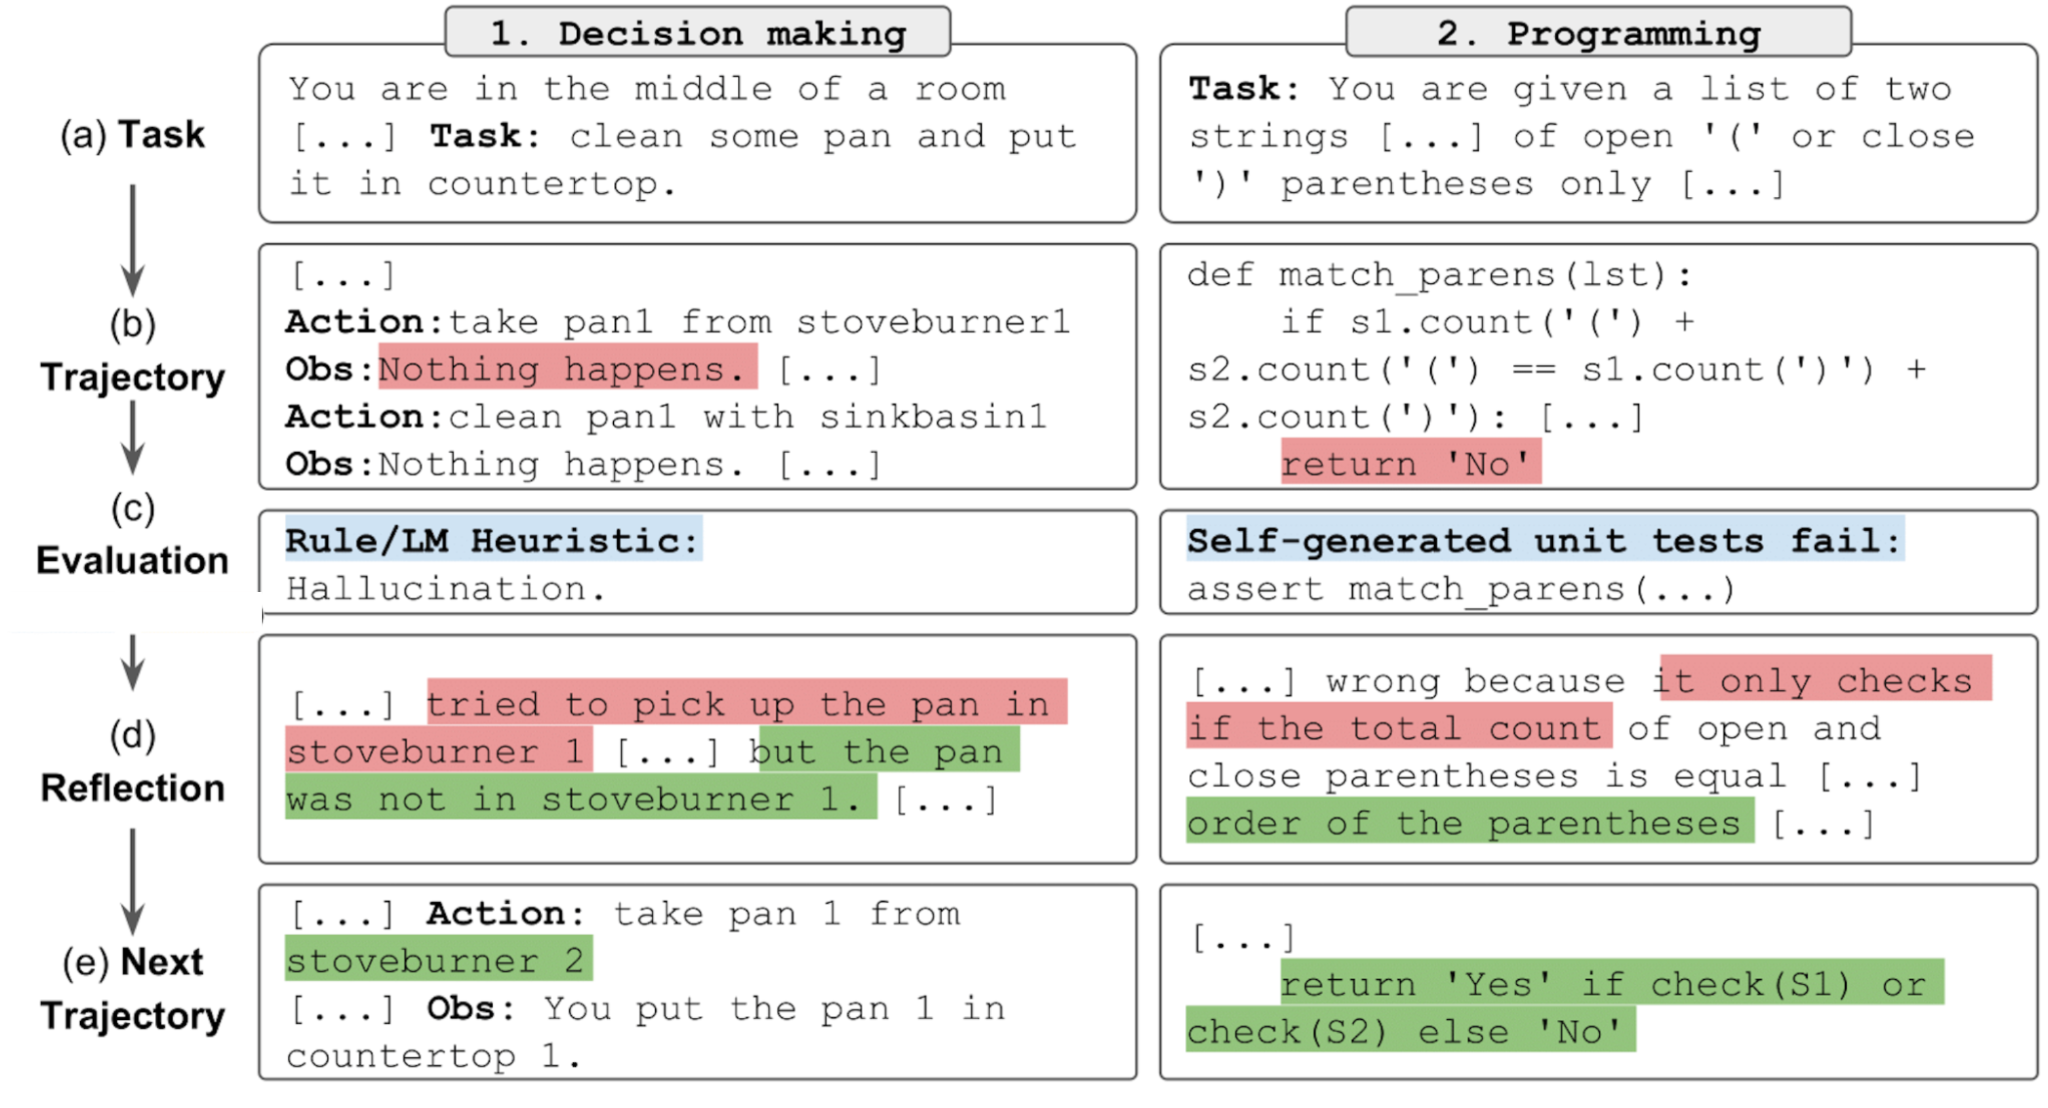 1. Decision making
2. Programming
(a) Task
You are in the middle of a room
[...] Task: clean some pan and put
it in countertop.
Task: You are given a list of two
strings [...] of open '(' or close
')' parentheses only [...]
(b)
Trajectory
[...]
Action:take pan1 from stoveburner1
Obs:Nothing happens. [...]
Action:clean pan1 with sinkbasin1
Obs:Nothing happens. [...]
def match_parens(lst):
if s1.count('(') +
s2.count('(') == s1.count(')') +
s2.count(')'): [...]
return 'No'
(c)
Evaluation
Rule/LM Heuristic:
Hallucination.
Self-generated unit tests fail:
assert match_parens(...)
(d)
Reflection
[...] tried to pick up the pan in
stoveburner 1 [...] but the pan
was not in stoveburner 1. [...]
[...] wrong because it only checks
if the total count of open and
close parentheses is equal [...]
order of the parentheses [...]
(e) Next
Trajectory
[...] Action: take pan 1 from
stoveburner 2
[...] Obs: You put the pan 1 in
countertop 1.
[...]
return 'Yes' if check(S1) or
check(S2) else 'No'